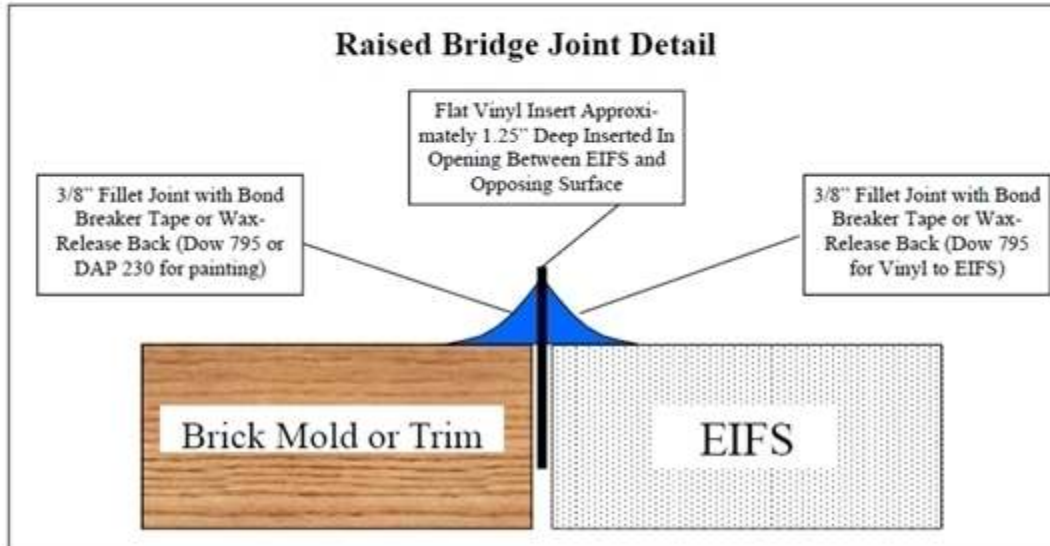 Raised Bridge Joint Detail
Flat Vinyl Insert Approxi-
mately 1.25” Deep Inserted In
Opening Between EIFS and
Opposing Surface
3/8” Fillet Joint with Bond
Breaker Tape or Wax-
Release Back (Dow 795 or
DAP 230 for painting)
3/8” Fillet Joint with Bond
Breaker Tape or Wax-
Release Back (Dow 795
for Vinyl to EIFS)
Brick Mold or Trim
EIFS